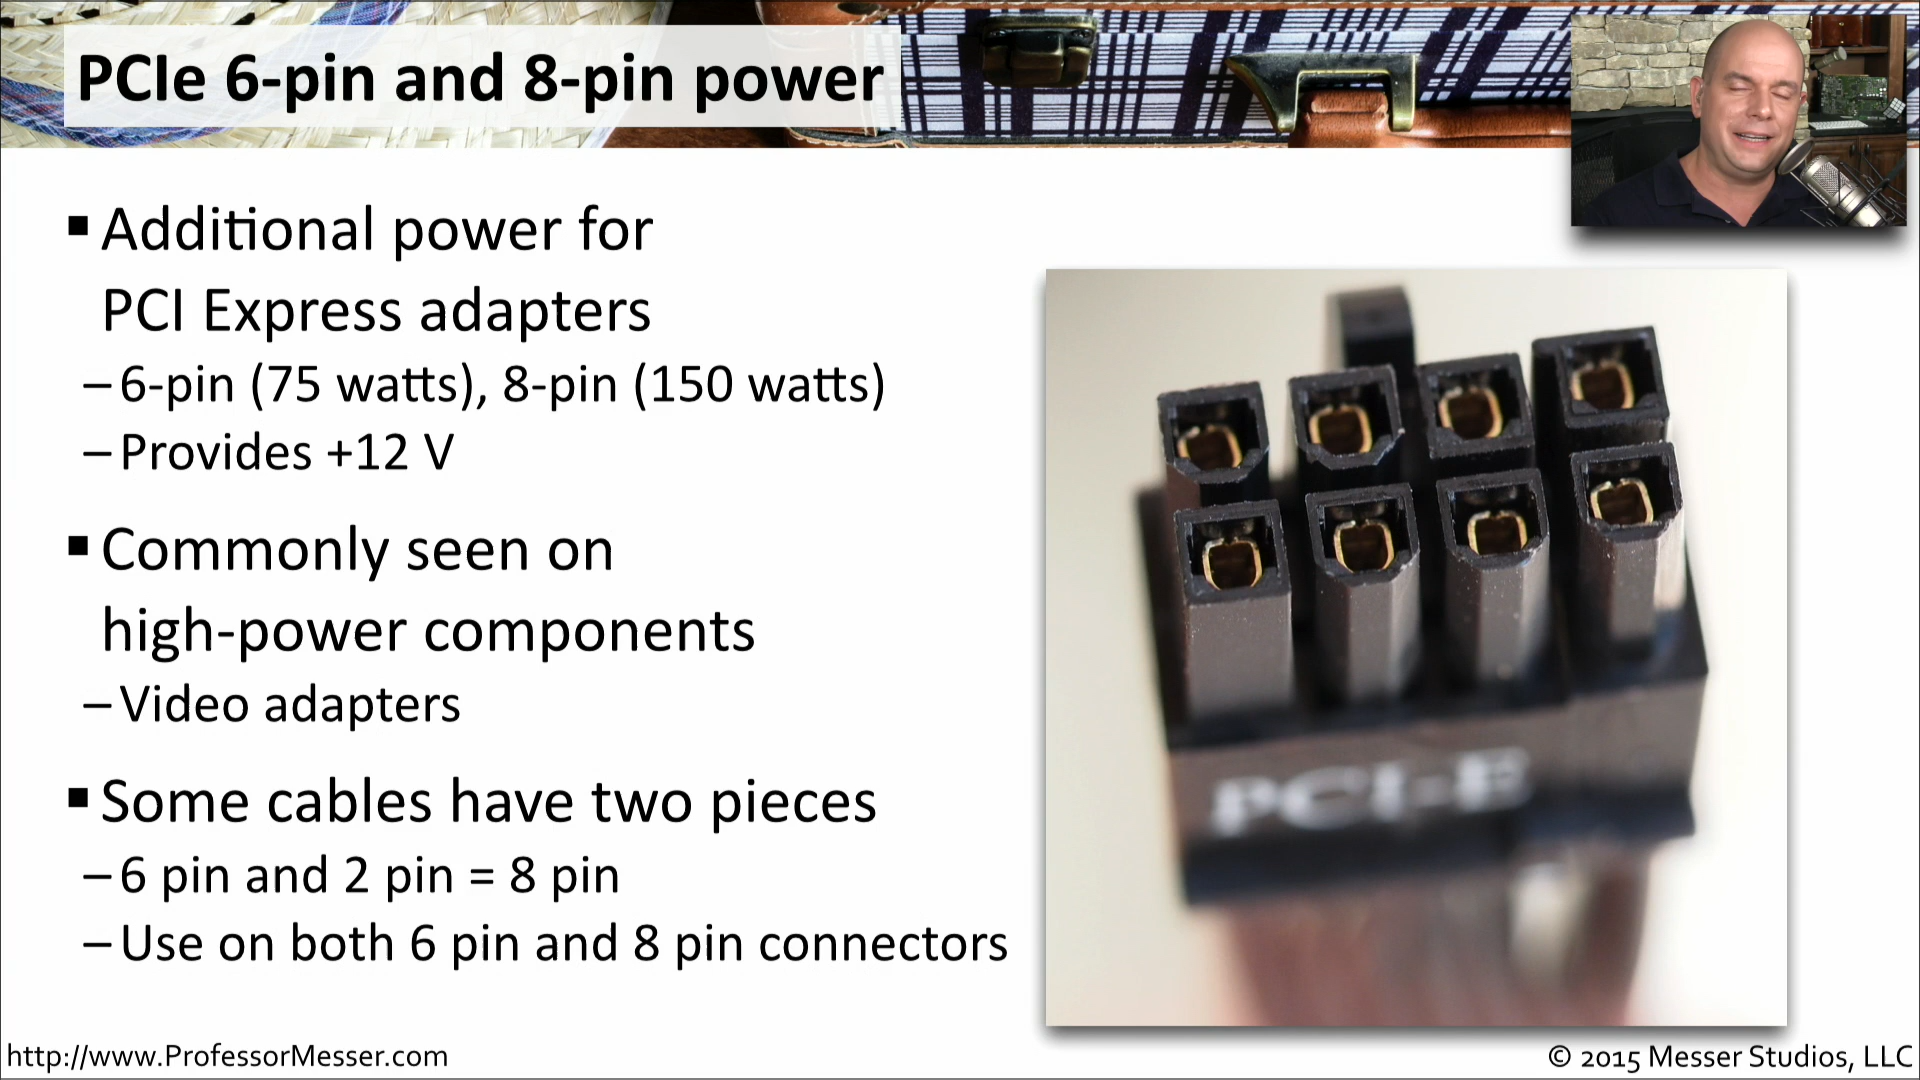 PCIe 6-pin and 8-pin power
▪ Additional power for
PCI Express adapters
– 6-pin (75 watts), 8-pin (150 watts)
– Provides +12 V
▪ Commonly seen on
high-power components
– Video adapters
▪ Some cables have two pieces
– 6 pin and 2 pin = 8 pin
– Use on both 6 pin and 8 pin connectors
PCI-E
http://www.ProfessorMesser.com
© 2015 Messer Studios, LLC